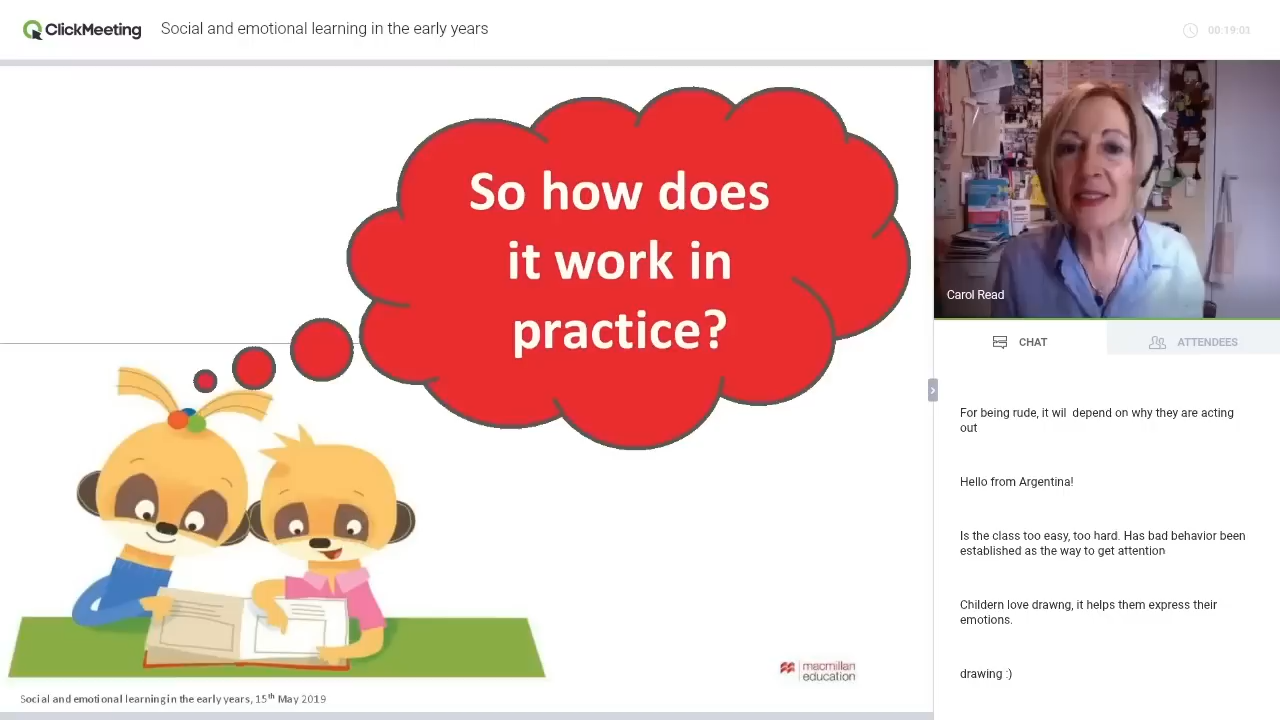 ClickMeeting
Social and emotional learning in the early years
00:19:01
So how does
it work in
practice?
Carol Read
CHAT
ATTENDEES
For being rude, it wil depend on why they are acting
out
Hello from Argentina!
Is the class too easy, too hard. Has bad behavior been
established as the way to get attention
Childern love drawng, it helps them express their
emotions.
drawing :)
macmillan
education
Social and emotional learning in the early years, 15th May 2019